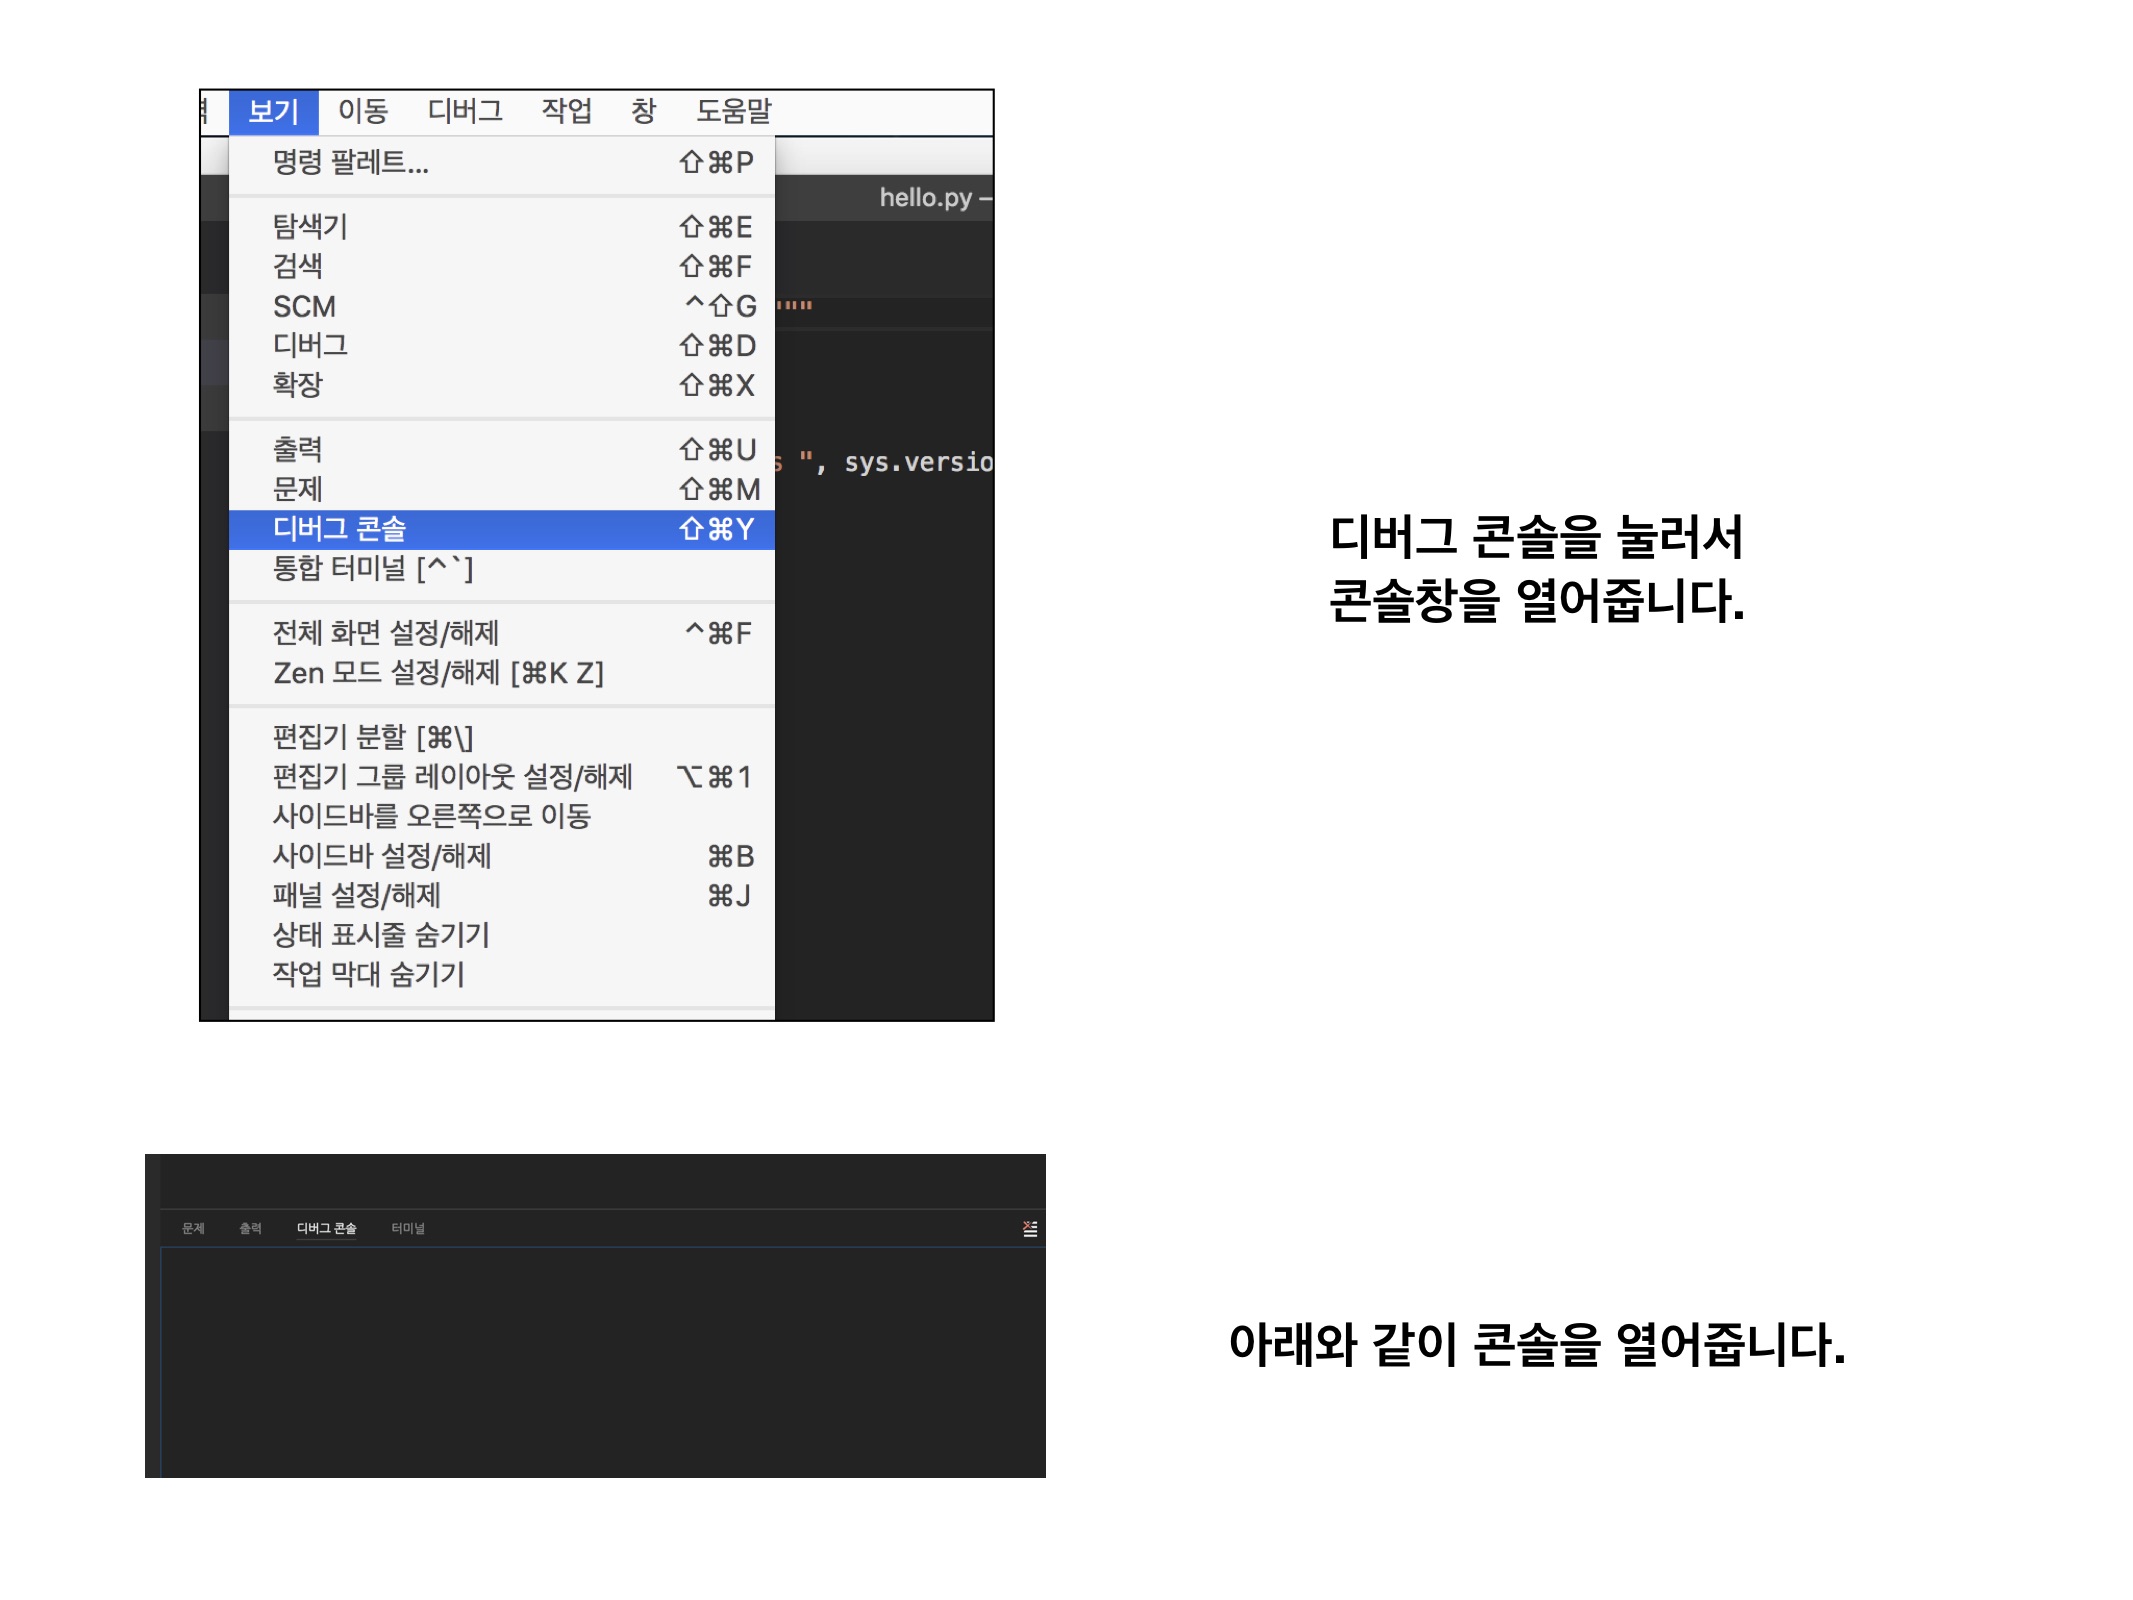 보기 이동 디버그 작업 창 도움말
명령 팔레트... ⇧⌘P
hello.py —
탐색기 ⇧⌘E
검색 ⇧⌘F
SCM ^⇧G
"""
디버그 ⇧⌘D
확장 ⇧⌘X
출력 ⇧⌘U
s ", sys.versio
문제 ⇧⌘M
디버그 콘솔 ⇧⌘Y
통합 터미널 [^`]
전체 화면 설정/해제 ^⌘F
Zen 모드 설정/해제 [⌘K Z]
편집기 분할 [⌘\]
편집기 그룹 레이아웃 설정/해제 ⌥⌘1
사이드바를 오른쪽으로 이동
사이드바 설정/해제 ⌘B
패널 설정/해제 ⌘J
상태 표시줄 숨기기
작업 막대 숨기기
디버그 콘솔을 눌러서
콘솔창을 열어줍니다.
문제 출력 디버그 콘솔 터미널
아래와 같이 콘솔을 열어줍니다.